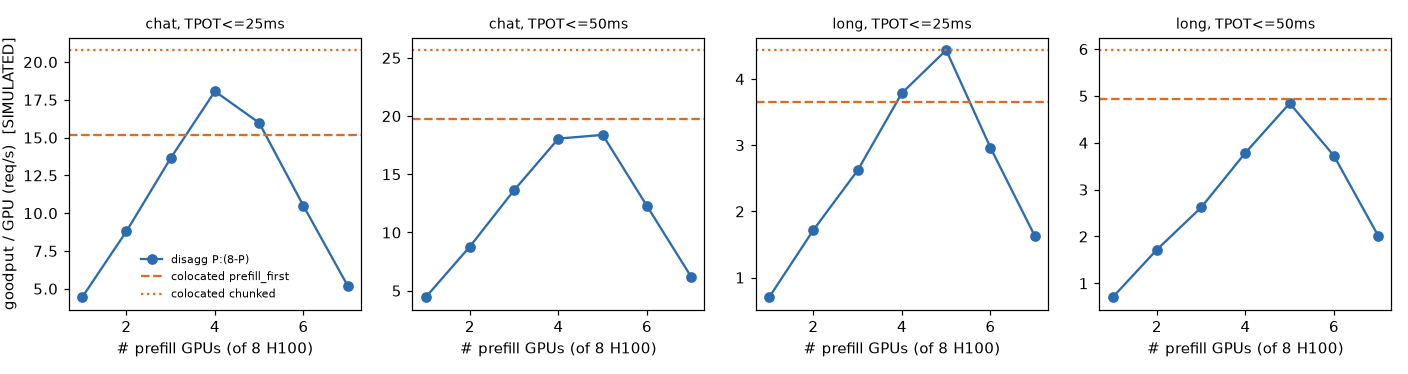 chat, TPOT<=25ms
goodput / GPU (req/s) [SIMULATED]
20.0
17.5
15.0
12.5
10.0
7.5
5.0
disagg P:(8-P)
colocated prefill_first
colocated chunked
2 4 6
# prefill GPUs (of 8 H100)
chat, TPOT<=50ms
25
20
15
10
5
2 4 6
# prefill GPUs (of 8 H100)
long, TPOT<=25ms
4
3
2
1
2 4 6
# prefill GPUs (of 8 H100)
long, TPOT<=50ms
6
5
4
3
2
1
2 4 6
# prefill GPUs (of 8 H100)